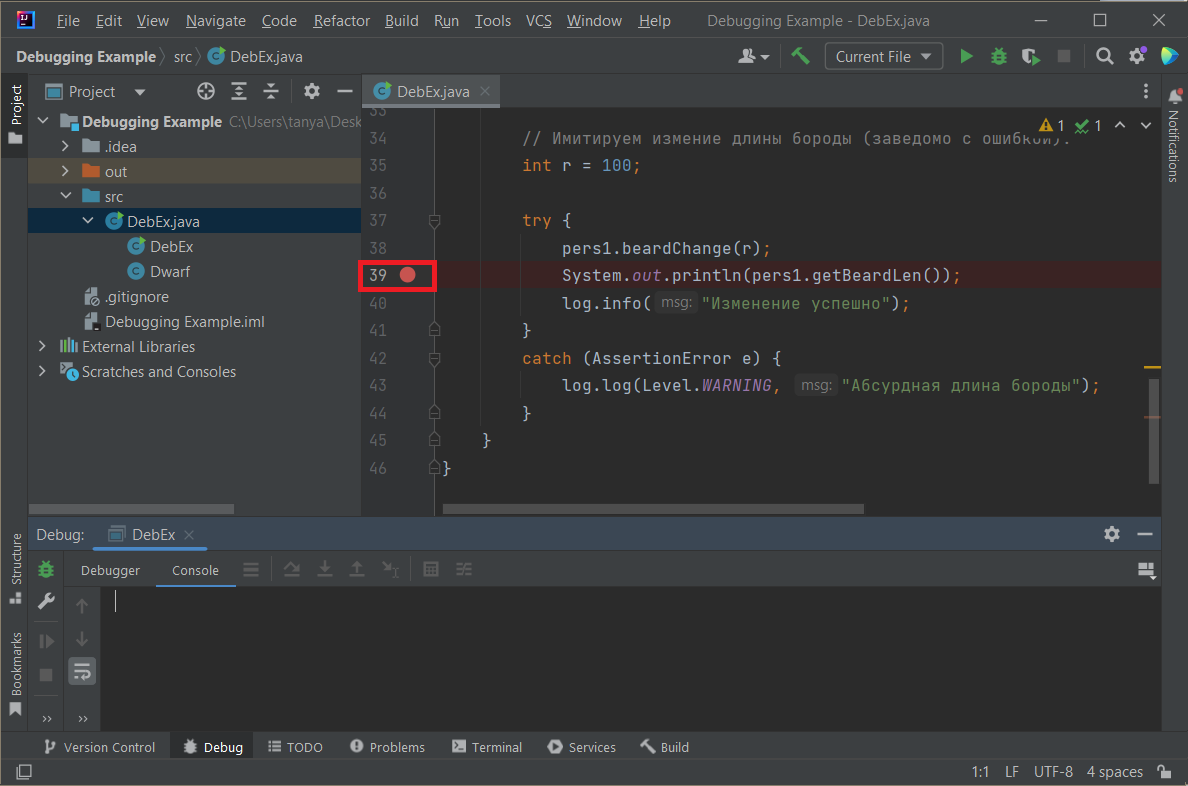 File Edit View Navigate Code Refactor Build Run Tools VCS Window Help Debugging Example - DebEx.java
Debugging Example src DebEx.java Current File
Project
Project
DebEx.java
Notifications
Debugging Example C:\Users\tanya\Desk
.idea
out
src
DebEx.java
DebEx
Dwarf
.gitignore
Debugging Example.iml
External Libraries
Scratches and Consoles
33
1 1
34 // Имитируем измение длины бороды (заведомо с ошибкой).
35 int r = 100;
36
37 try {
38 pers1.beardChange(r);
39 System.out.println(pers1.getBeardLen());
40 log.info( msg: "Изменение успешно");
41 }
42 catch (AssertionError e) {
43 log.log(Level.WARNING, msg: "Абсурдная длина бороды");
44 }
45 }
46 }
Structure
Bookmarks
Debug: DebEx
Debugger Console
Version Control Debug TODO Problems Terminal Services Build
1:1 LF UTF-8 4 spaces